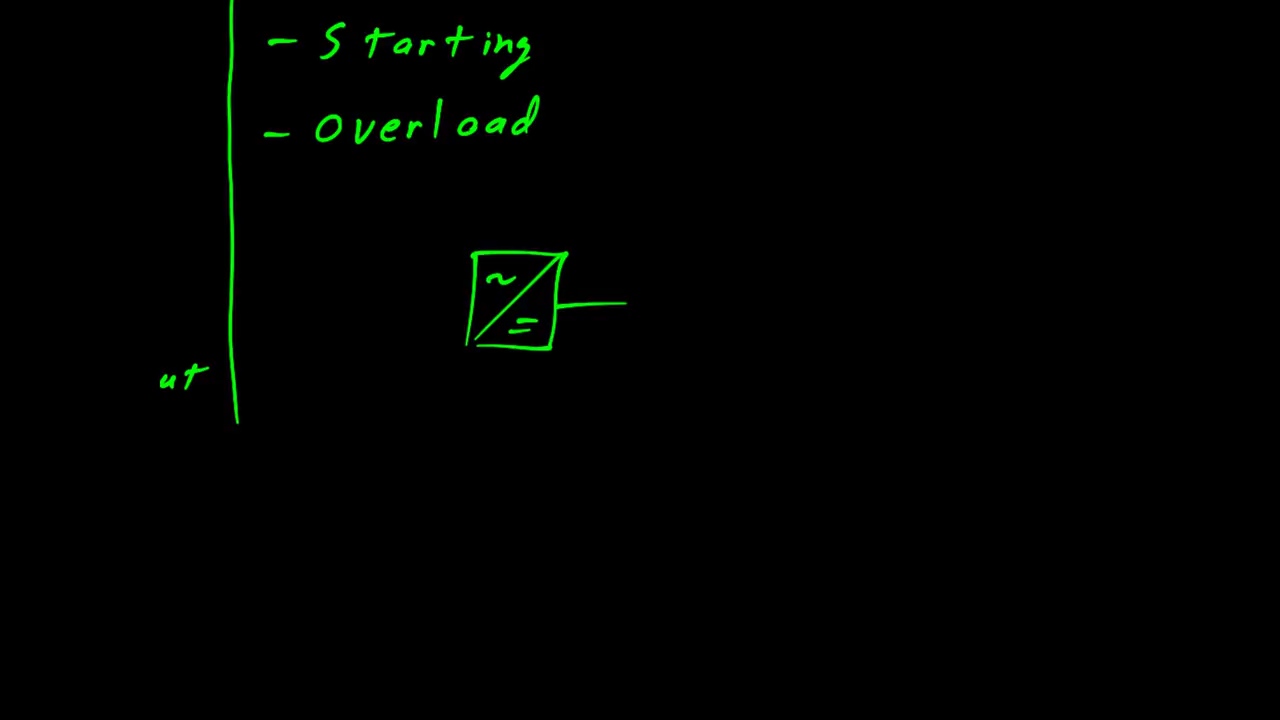 - Starting
- Overload
~
=
ut